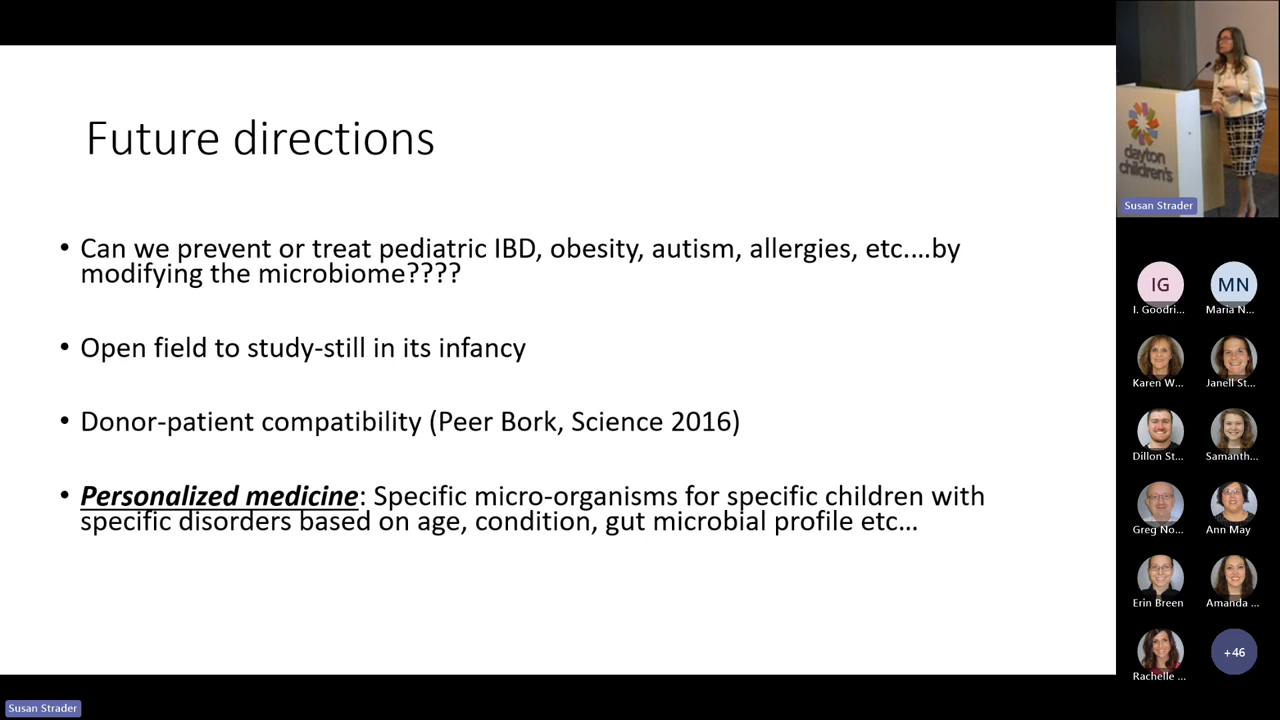 Future directions
• Can we prevent or treat pediatric IBD, obesity, autism, allergies, etc....by
modifying the microbiome????
• Open field to study-still in its infancy
• Donor-patient compatibility (Peer Bork, Science 2016)
• Personalized medicine: Specific micro-organisms for specific children with
specific disorders based on age, condition, gut microbial profile etc...
dayton
children's
Susan Strader
IG
MN
I. Goodri...
Maria N...
Karen W...
Janell St...
Dillon St...
Samanth...
Greg No...
Ann May
Erin Breen
Amanda ...
Rachelle ...
+46
Susan Strader